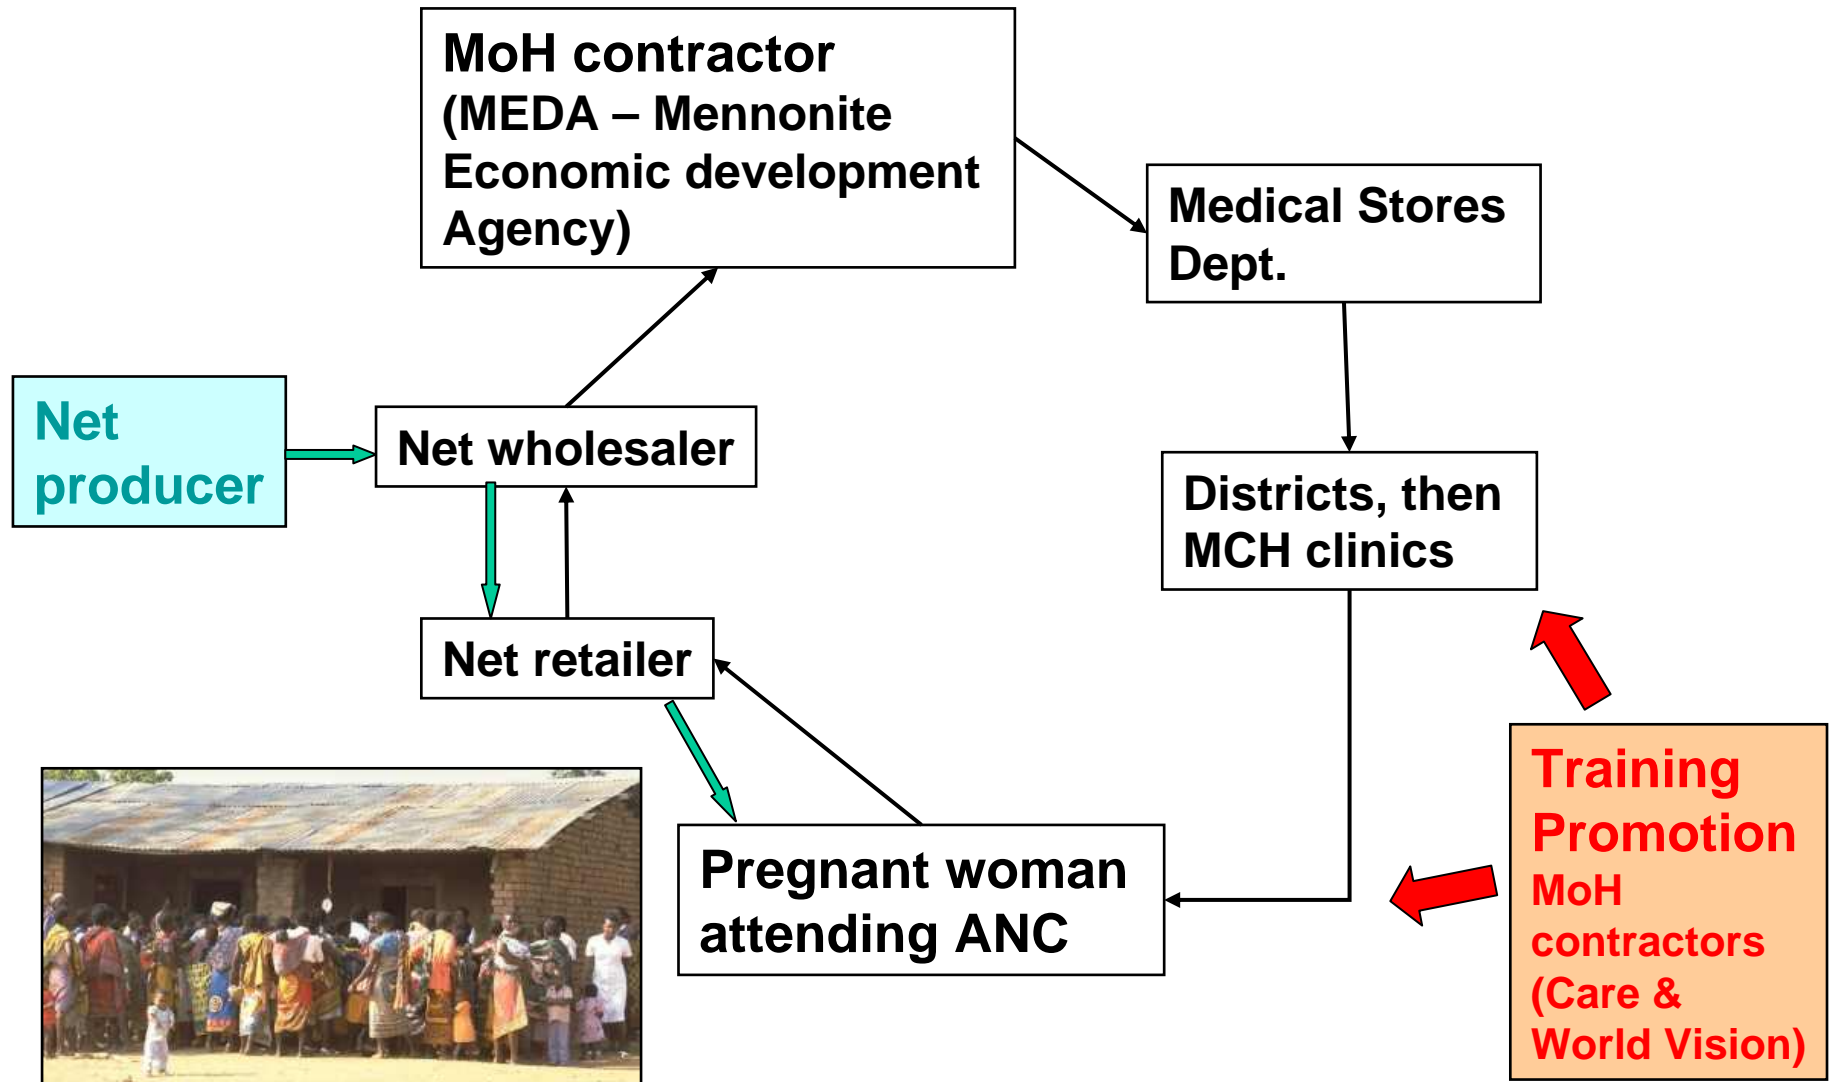 MoH contractor
(MEDA – Mennonite
Economic development
Agency)
Medical Stores
Dept.
Net
producer
Net wholesaler
Districts, then
MCH clinics
Net retailer
Pregnant woman
attending ANC
Training
Promotion
MoH
contractors
(Care &
World Vision)